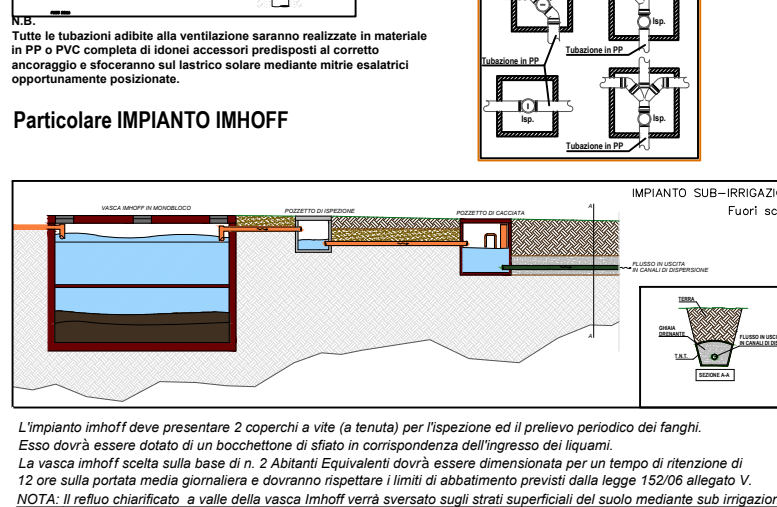 N.B.
Tutte le tubazioni adibite alla ventilazione saranno realizzate in materiale
in PP o PVC completa di idonei accessori predisposti al corretto
ancoraggio e sfoceranno sul lastrico solare mediante mitrie esalatrici
opportunamente posizionate.
Isp.
Tubazione in PP
Tubazione in PP
Isp.
Isp.
Tubazione in PP
Particolare IMPIANTO IMHOFF
IMPIANTO SUB-IRRIGAZIO
Fuori sc
VASCA IMHOFF IN MONOBLOCO
POZZETTO DI ISPEZIONE
POZZETTO DI CACCIATA
A
FLUSSO IN USCITA
IN CANALI DI DISPERSIONE
A
TERRA
GHIAIA
DRENANTE
T.N.T.
FLUSSO IN USCI
IN CANALI DI DIS
SEZIONE A-A
L'impianto imhoff deve presentare 2 coperchi a vite (a tenuta) per l'ispezione ed il prelievo periodico dei fanghi.
Esso dovrà essere dotato di un bocchettone di sfiato in corrispondenza dell'ingresso dei liquami.
La vasca imhoff scelta sulla base di n. 2 Abitanti Equivalenti dovrà essere dimensionata per un tempo di ritenzione di
12 ore sulla portata media giornaliera e dovranno rispettare i limiti di abbattimento previsti dalla legge 152/06 allegato V.
NOTA: Il refluo chiarificato a valle della vasca Imhoff verrà sversato sugli strati superficiali del suolo mediante sub irrigazion